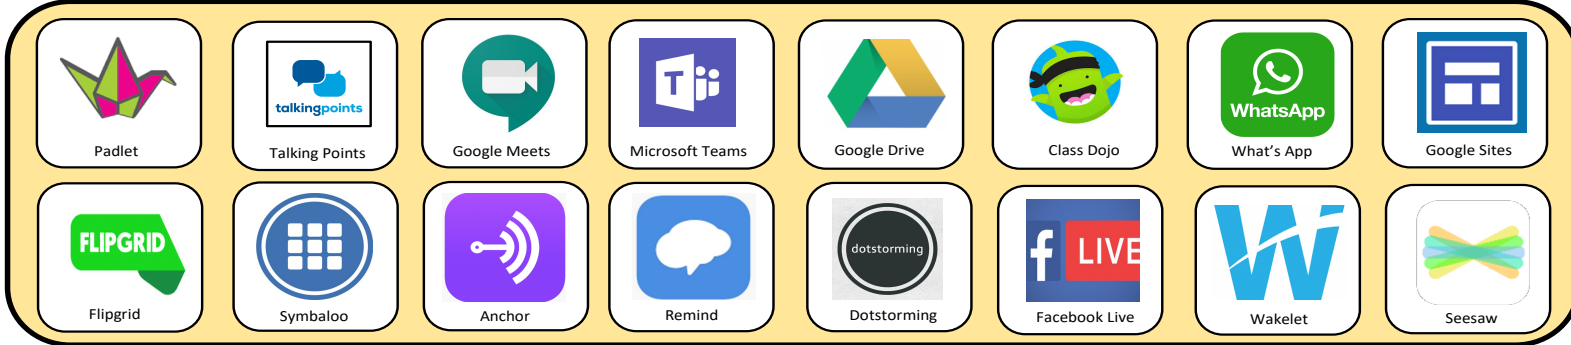 talkingpoints
T
WhatsApp
Padlet
Talking Points
Google Meets
Microsoft Teams
Google Drive
Class Dojo
What's App
Google Sites
FLIPGRID
dotstorming
f LIVE
W
Flipgrid
Symbaloo
Anchor
Remind
Dotstorming
Facebook Live
Wakelet
Seesaw